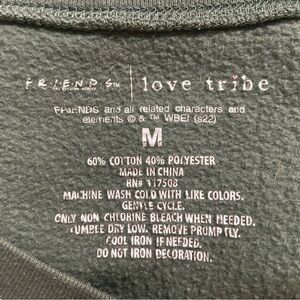 F·R·I·E·N·D·S™ | love tribe
FRIENDS and all related characters and
elements © & ™ WBEI (s22)
M
60% COTTON 40% POLYESTER
MADE IN CHINA
RN# 117508
MACHINE WASH COLD WITH LIKE COLORS.
GENTLE CYCLE.
ONLY NON-CHLORINE BLEACH WHEN NEEDED.
TUMBLE DRY LOW. REMOVE PROMPTLY.
COOL IRON IF NEEDED.
DO NOT IRON DECORATION.